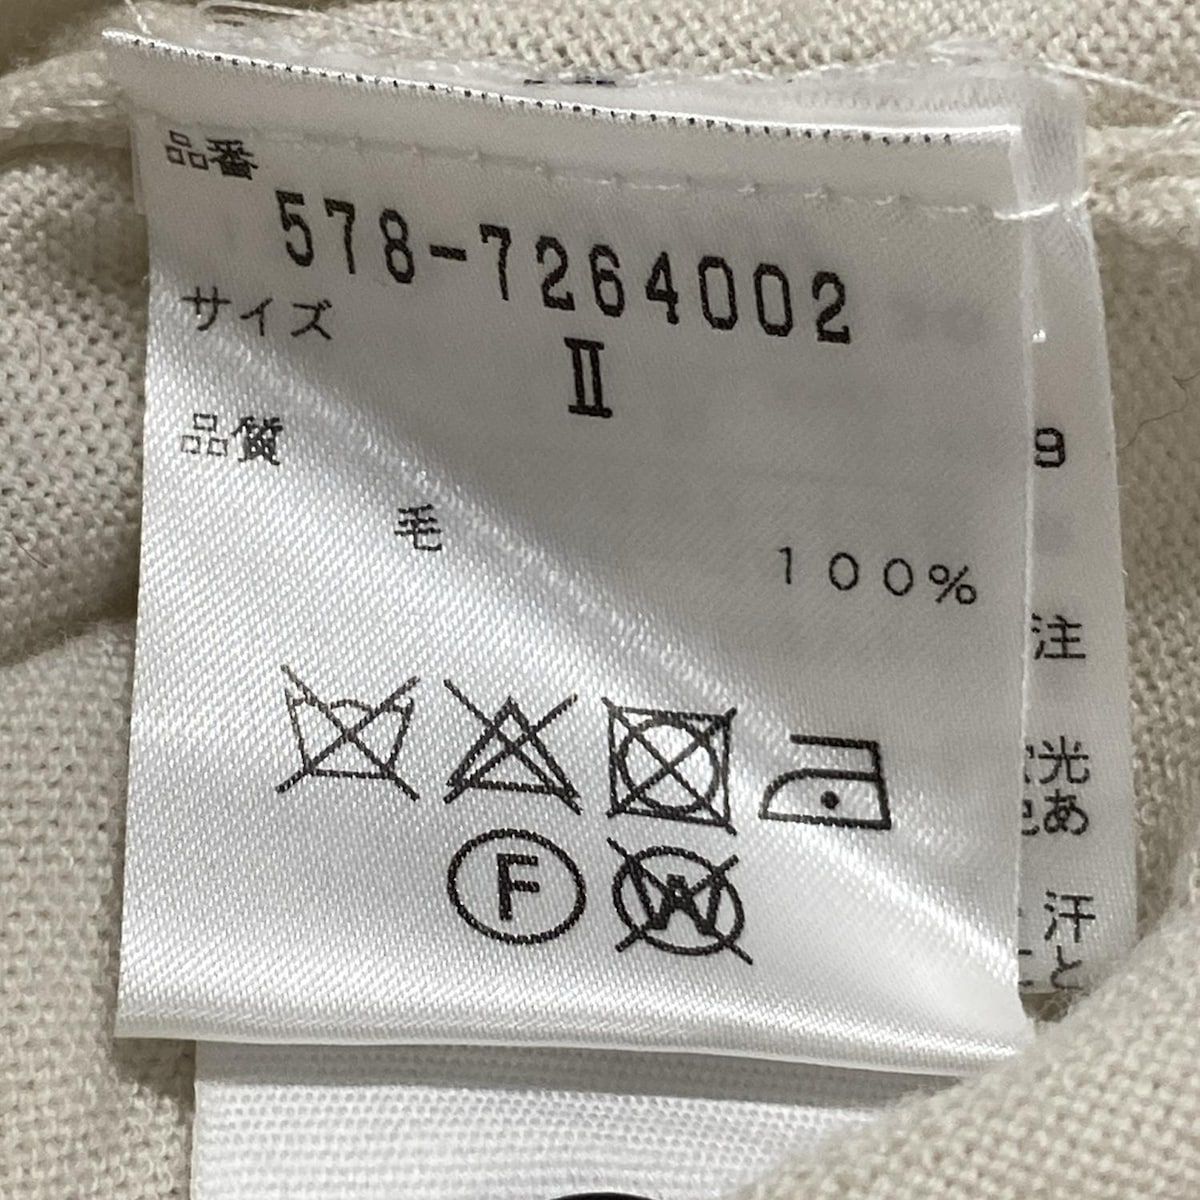 品番
578-7264002
サイズ
II
品質
毛 100%
F
W
9
注
光
あ
汗
と